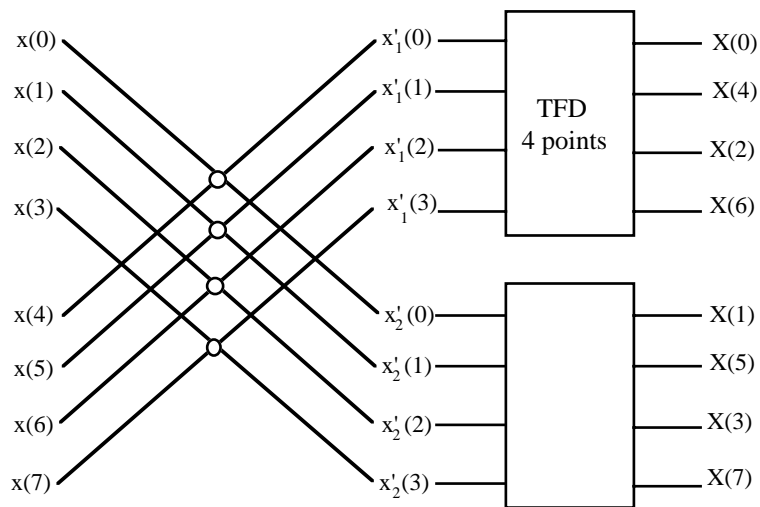 x(0) x'₁(0) X(0)
x(1) x'₁(1) X(4)
TFD
x(2) x'₁(2) 4 points X(2)
x(3) x'₁(3) X(6)
x(4) x'₂(0) X(1)
x(5) x'₂(1) X(5)
x(6) x'₂(2) X(3)
x(7) x'₂(3) X(7)